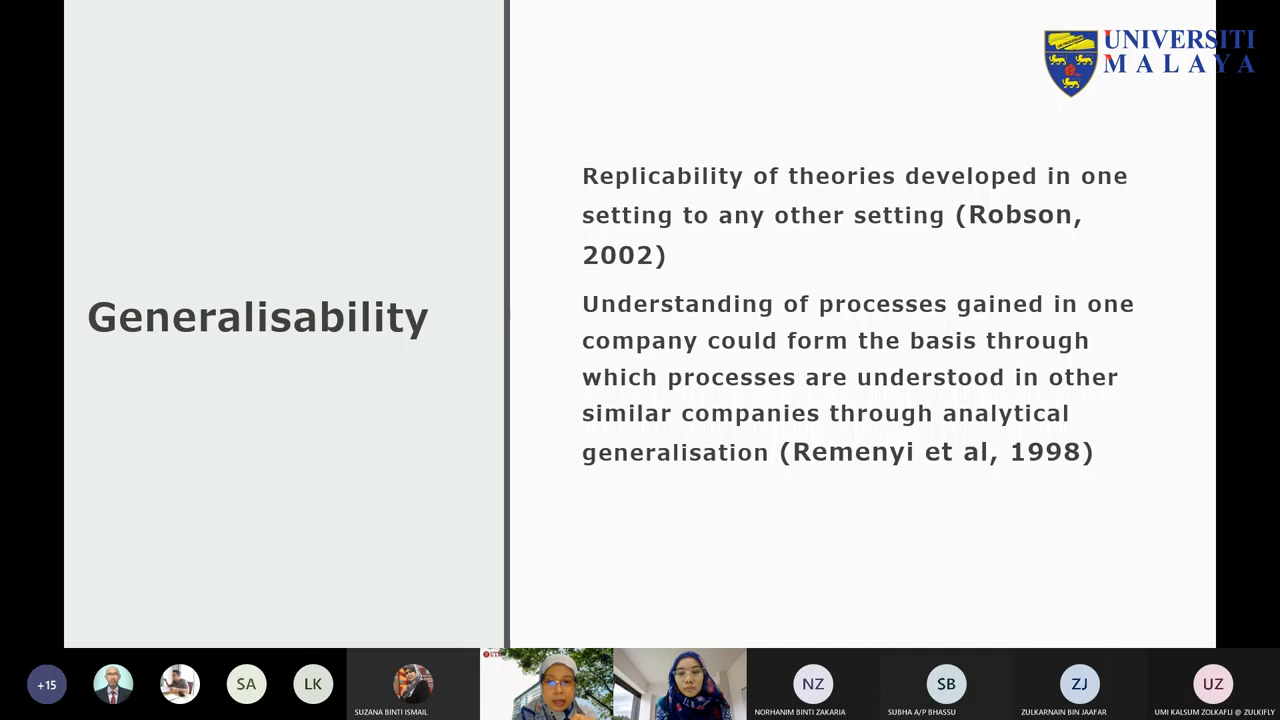 UNIVERSITI
MALAYA
Generalisability
Replicability of theories developed in one
setting to any other setting (Robson,
2002)
Understanding of processes gained in one
company could form the basis through
which processes are understood in other
similar companies through analytical
generalisation (Remenyi et al, 1998)
+15
SA
LK
SUZANA BINTI ISMAIL
NZ
NORHANIM BINTI ZAKARIA
SB
SUBHA A/P BHASSU
ZJ
ZULKARNAIN BIN JAAFAR
UZ
UMI KALSUM ZOLKAFLI @ ZULKIFLY